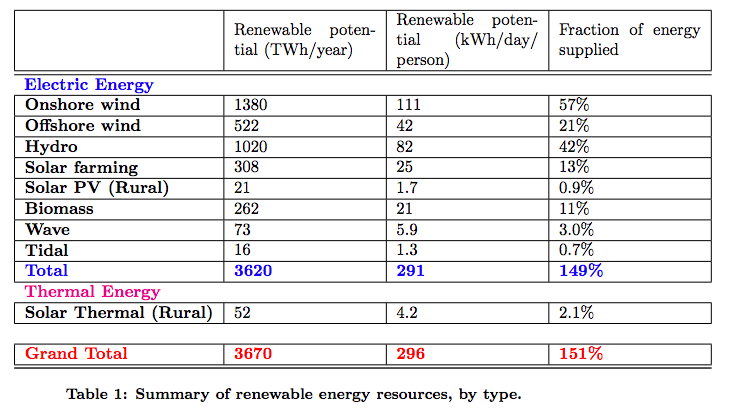 Renewable poten-
tial (TWh/year)
Renewable poten-
tial (kWh/day/
person)
Fraction of energy
supplied
Electric Energy
Onshore wind 1380 111 57%
Offshore wind 522 42 21%
Hydro 1020 82 42%
Solar farming 308 25 13%
Solar PV (Rural) 21 1.7 0.9%
Biomass 262 21 11%
Wave 73 5.9 3.0%
Tidal 16 1.3 0.7%
Total 3620 291 149%
Thermal Energy
Solar Thermal (Rural) 52 4.2 2.1%
Grand Total 3670 296 151%
Table 1: Summary of renewable energy resources, by type.